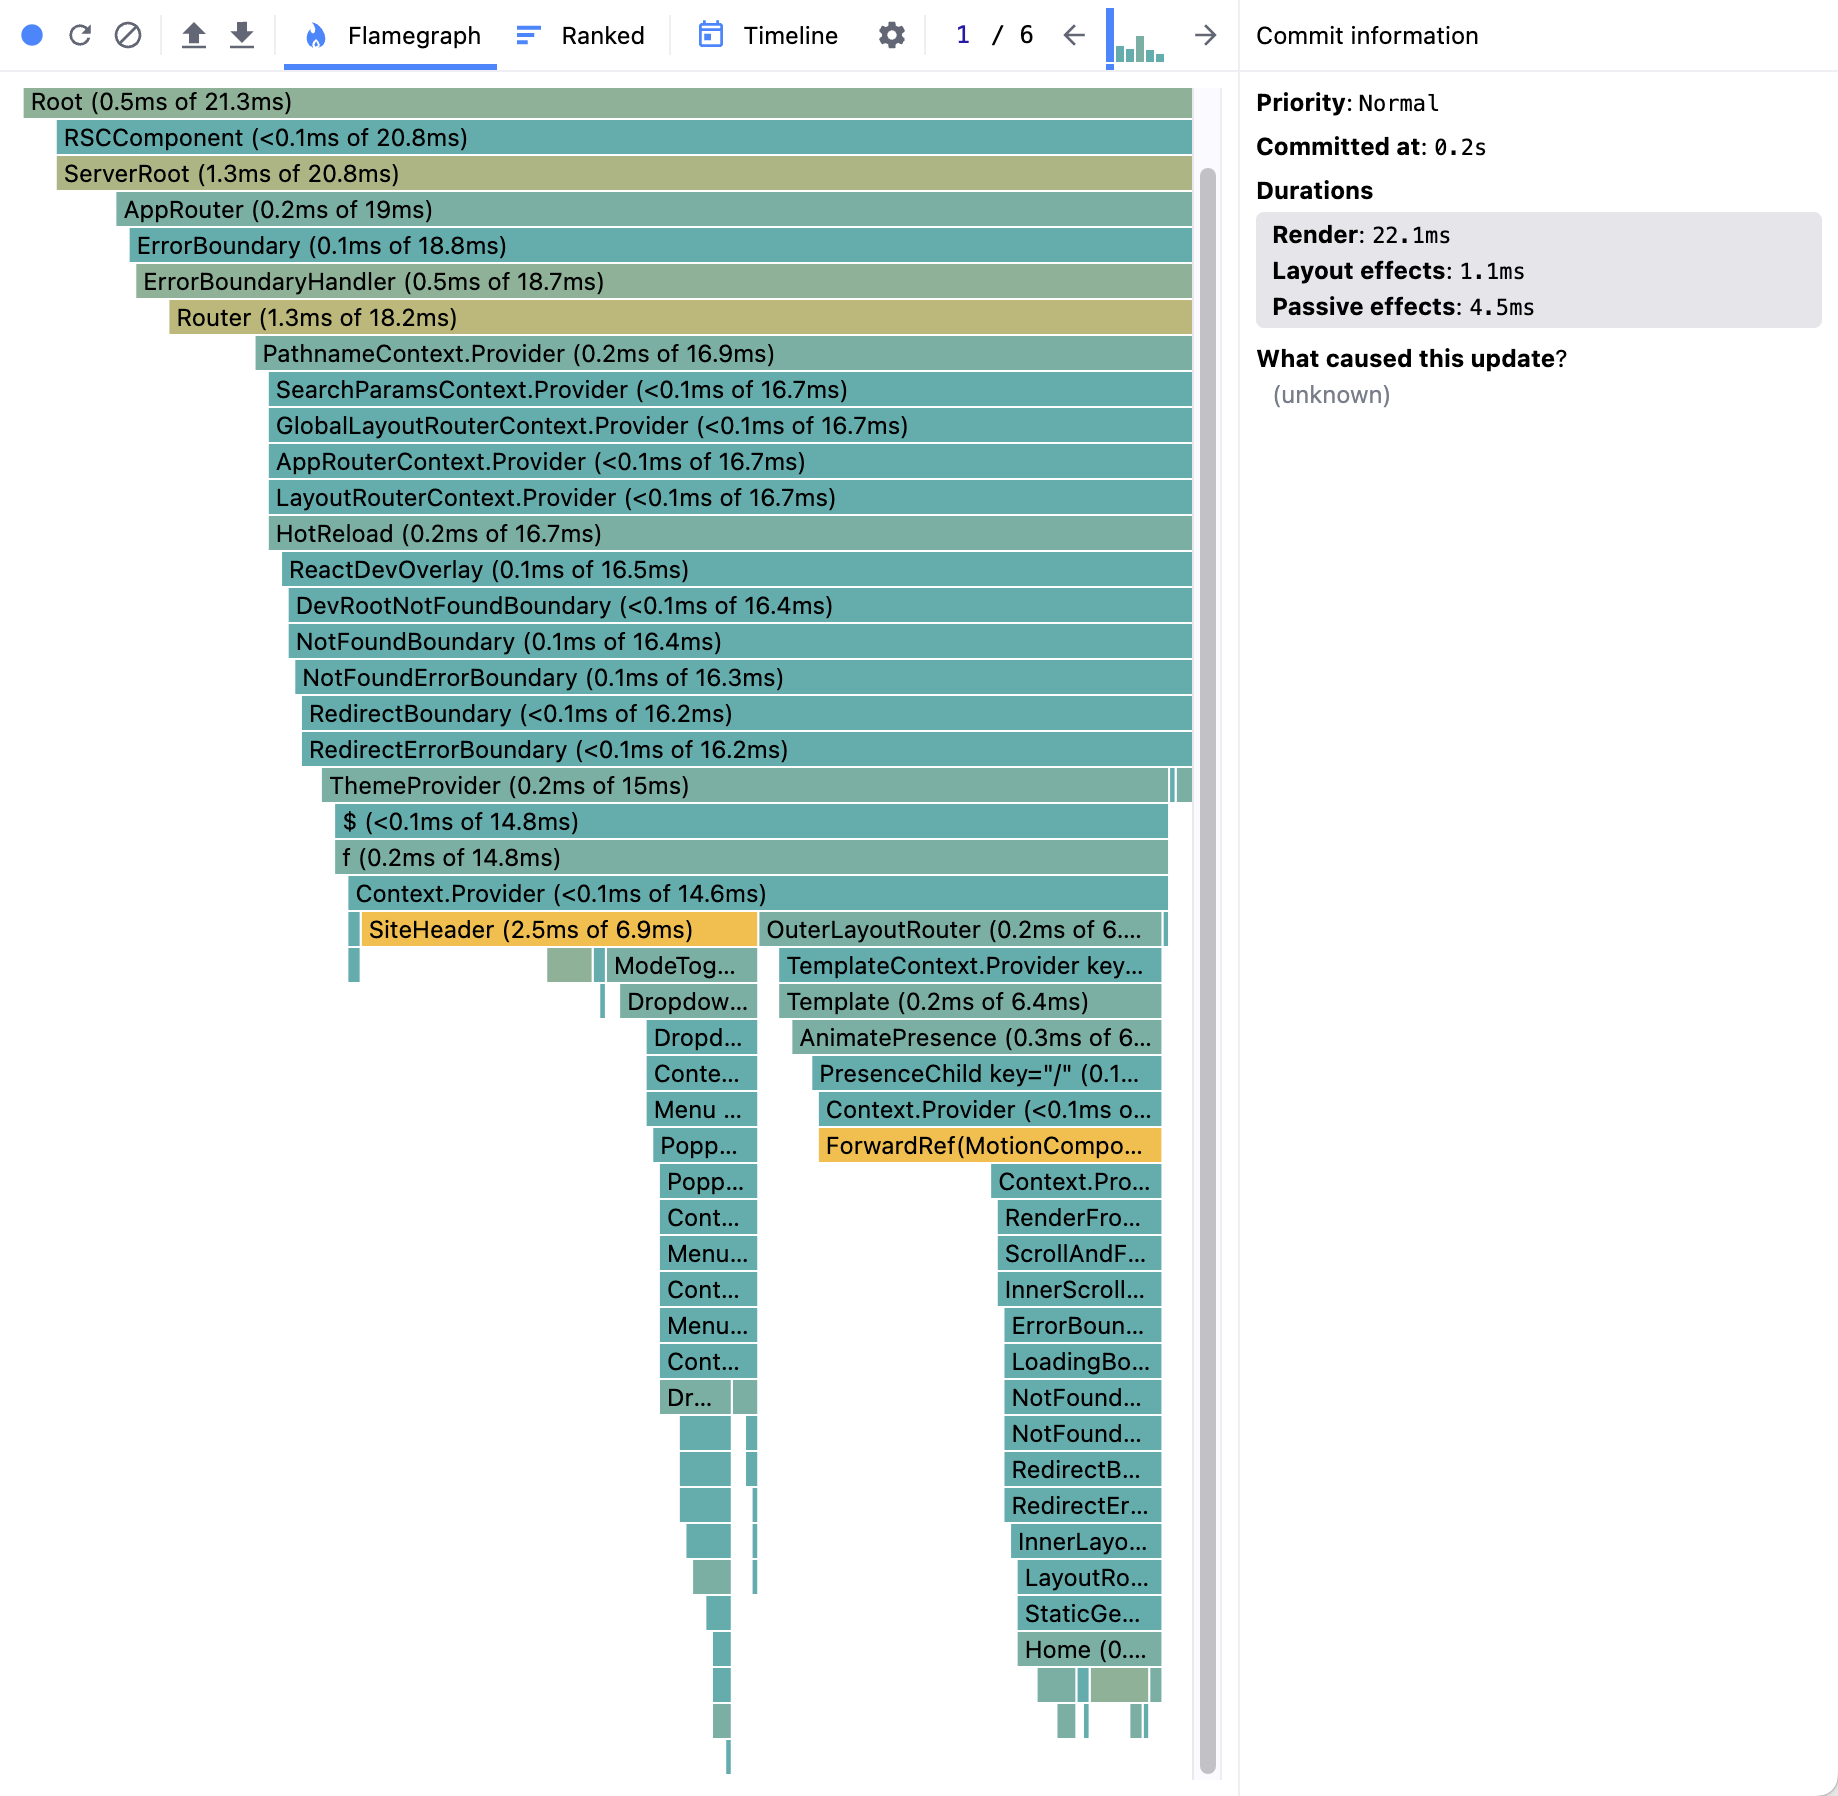 Flamegraph Ranked Timeline 1 / 6 Commit information
Root (0.5ms of 21.3ms)
RSCComponent (<0.1ms of 20.8ms)
ServerRoot (1.3ms of 20.8ms)
AppRouter (0.2ms of 19ms)
ErrorBoundary (0.1ms of 18.8ms)
ErrorBoundaryHandler (0.5ms of 18.7ms)
Router (1.3ms of 18.2ms)
PathnameContext.Provider (0.2ms of 16.9ms)
SearchParamsContext.Provider (<0.1ms of 16.7ms)
GlobalLayoutRouterContext.Provider (<0.1ms of 16.7ms)
AppRouterContext.Provider (<0.1ms of 16.7ms)
LayoutRouterContext.Provider (<0.1ms of 16.7ms)
HotReload (0.2ms of 16.7ms)
ReactDevOverlay (0.1ms of 16.5ms)
DevRootNotFoundBoundary (<0.1ms of 16.4ms)
NotFoundBoundary (0.1ms of 16.4ms)
NotFoundErrorBoundary (0.1ms of 16.3ms)
RedirectBoundary (<0.1ms of 16.2ms)
RedirectErrorBoundary (<0.1ms of 16.2ms)
ThemeProvider (0.2ms of 15ms)
$ (<0.1ms of 14.8ms)
f (0.2ms of 14.8ms)
Context.Provider (<0.1ms of 14.6ms)
SiteHeader (2.5ms of 6.9ms) OuterLayoutRouter (0.2ms of 6....
ModeTog... TemplateContext.Provider key...
Dropdow... Template (0.2ms of 6.4ms)
Dropd... AnimatePresence (0.3ms of 6...
Conte... PresenceChild key="/" (0.1...
Menu ... Context.Provider (<0.1ms o...
Popp... ForwardRef(MotionCompo...
Popp... Context.Pro...
Cont... RenderFro...
Menu... ScrollAndF...
Cont... InnerScroll...
Menu... ErrorBoun...
Cont... LoadingBo...
Dr... NotFound...
NotFound...
RedirectB...
RedirectEr...
InnerLayo...
LayoutRo...
StaticGe...
Home (0....
Priority: Normal
Committed at: 0.2s
Durations
Render: 22.1ms
Layout effects: 1.1ms
Passive effects: 4.5ms
What caused this update?
(unknown)